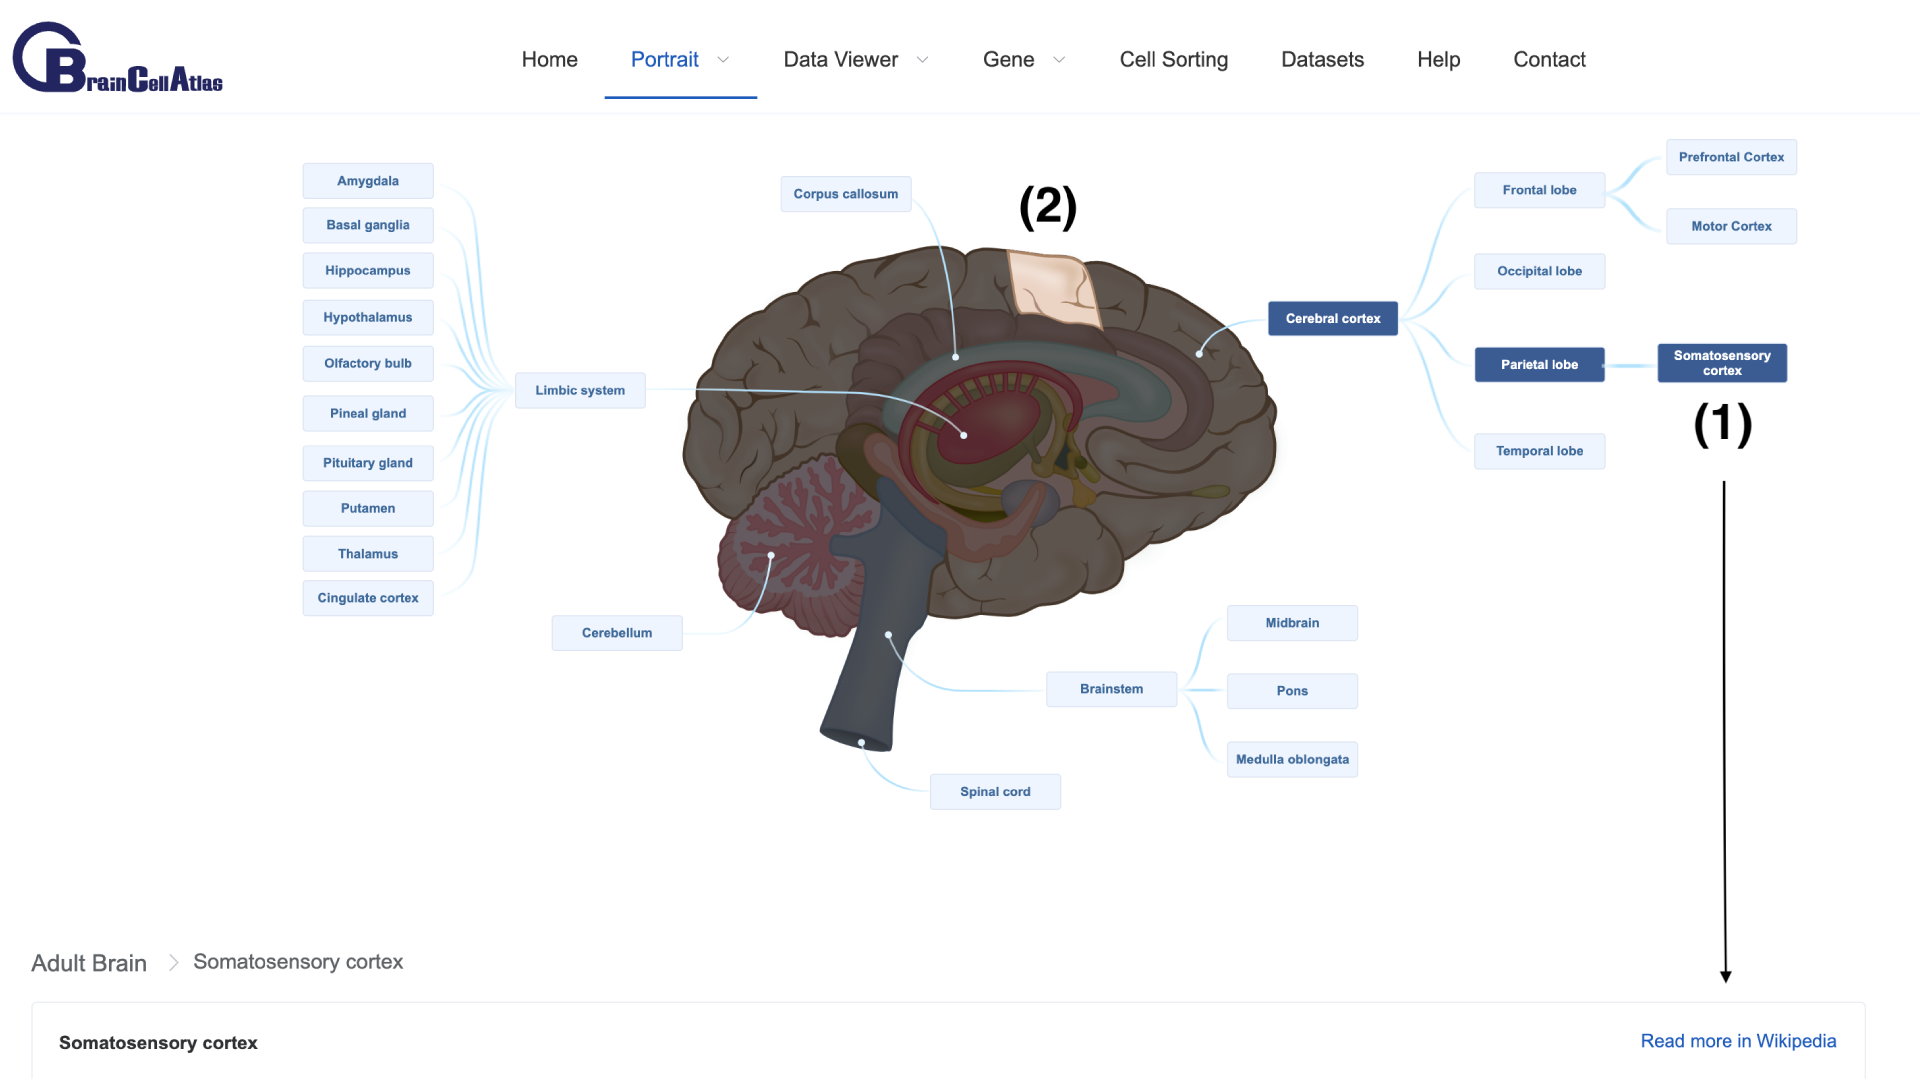 BrainCellAtlas
Home Portrait Data Viewer Gene Cell Sorting Datasets Help Contact
Amygdala
Basal ganglia
Hippocampus
Hypothalamus
Olfactory bulb
Pineal gland
Pituitary gland
Putamen
Thalamus
Cingulate cortex
Limbic system
Corpus callosum
(2)
Cerebellum
Spinal cord
Brainstem
Midbrain
Pons
Medulla oblongata
Cerebral cortex
Frontal lobe
Occipital lobe
Parietal lobe
Temporal lobe
Prefrontal Cortex
Motor Cortex
Somatosensory
cortex
(1)
Adult Brain Somatosensory cortex
Somatosensory cortex
Read more in Wikipedia